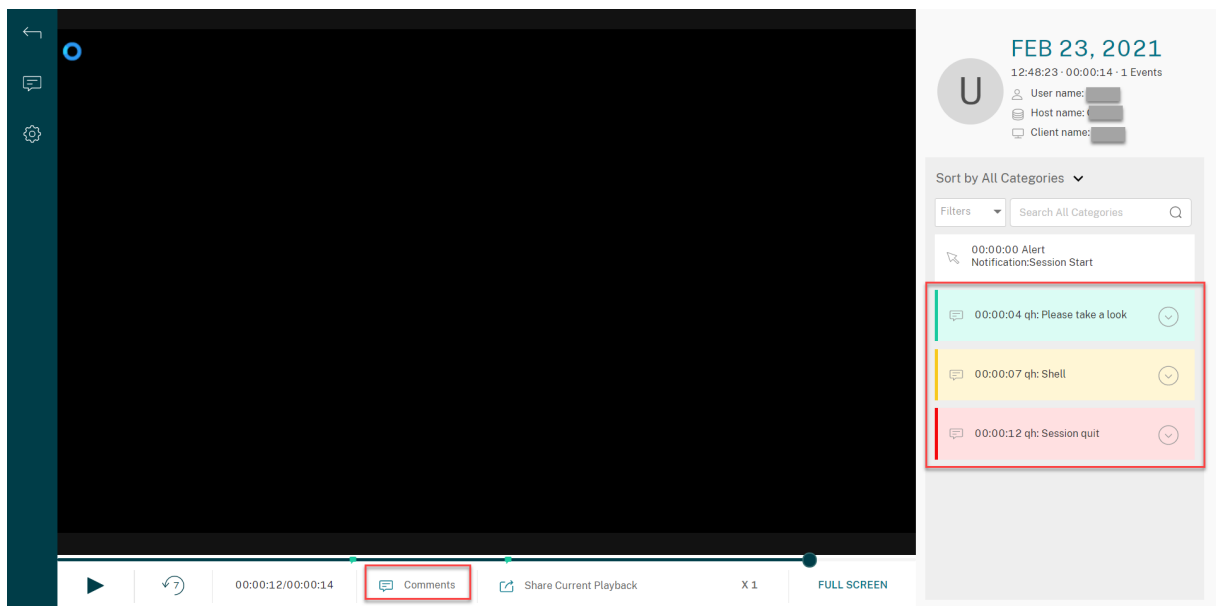 FEB 23, 2021
12:48:23 · 00:00:14 · 1 Events
U
User name:
Host name:
Client name:
Sort by All Categories
Filters
Search All Categories
00:00:00 Alert
Notification:Session Start
00:00:04 qh: Please take a look
00:00:07 qh: Shell
00:00:12 qh: Session quit
7
00:00:12/00:00:14
Comments
Share Current Playback
X 1
FULL SCREEN